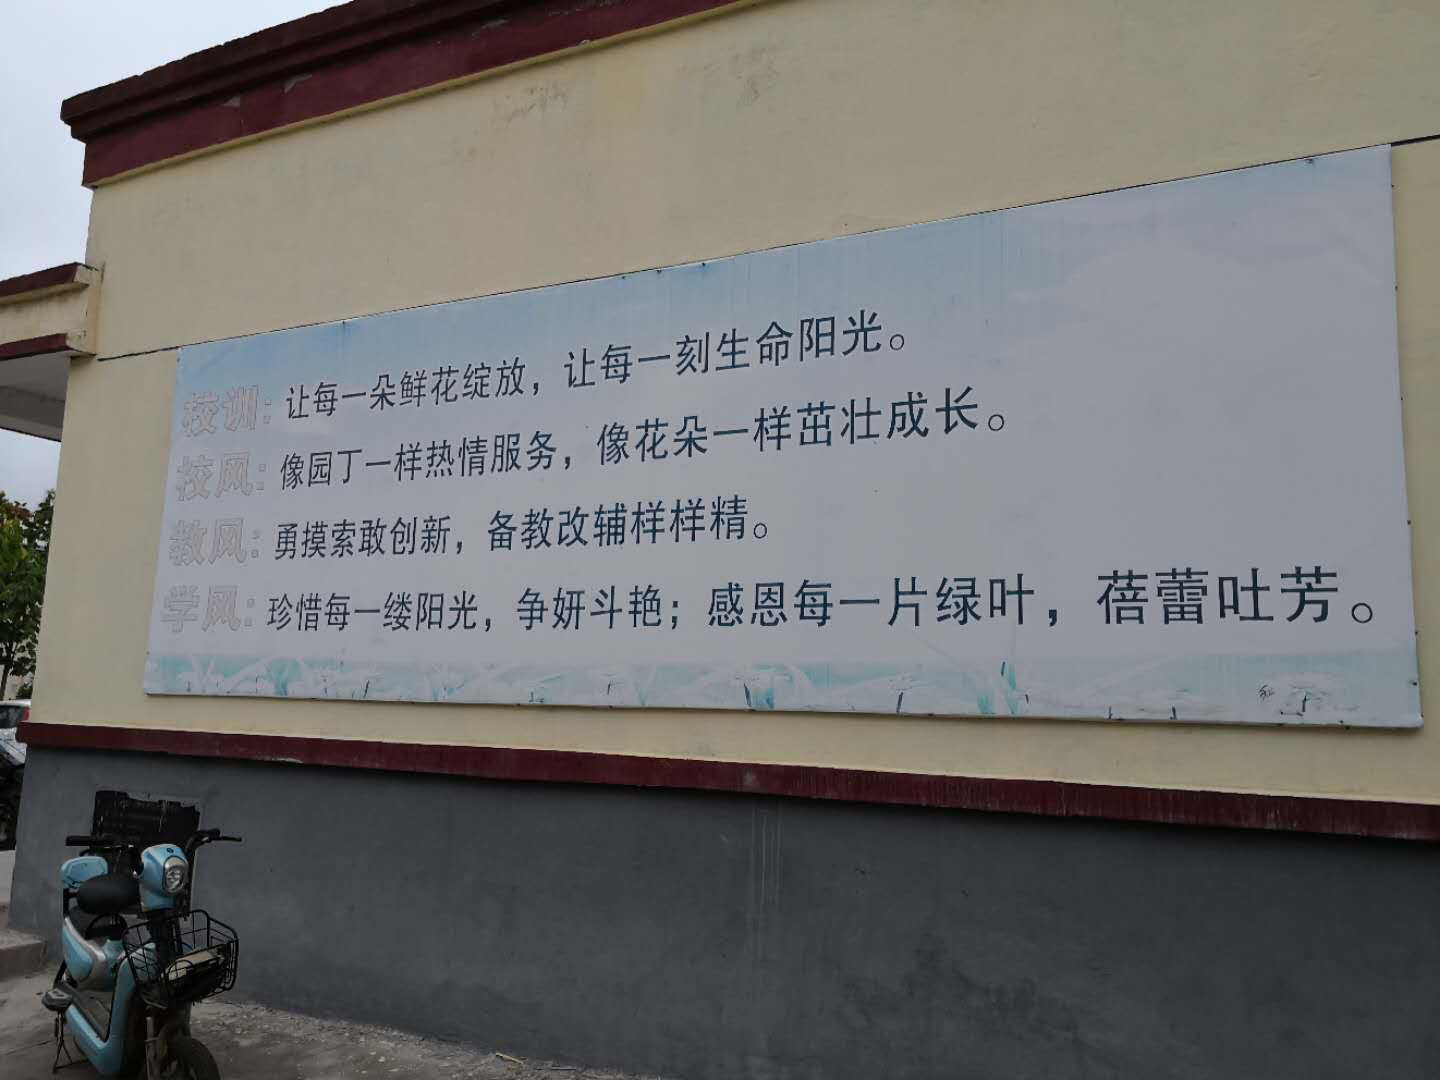 校训：让每一朵鲜花绽放，让每一刻生命阳光。
校风：像园丁一样热情服务，像花朵一样茁壮成长。
教风：勇摸索敢创新，备教改辅样样精。
学风：珍惜每一缕阳光，争妍斗艳；感恩每一片绿叶，蓓蕾吐芳。